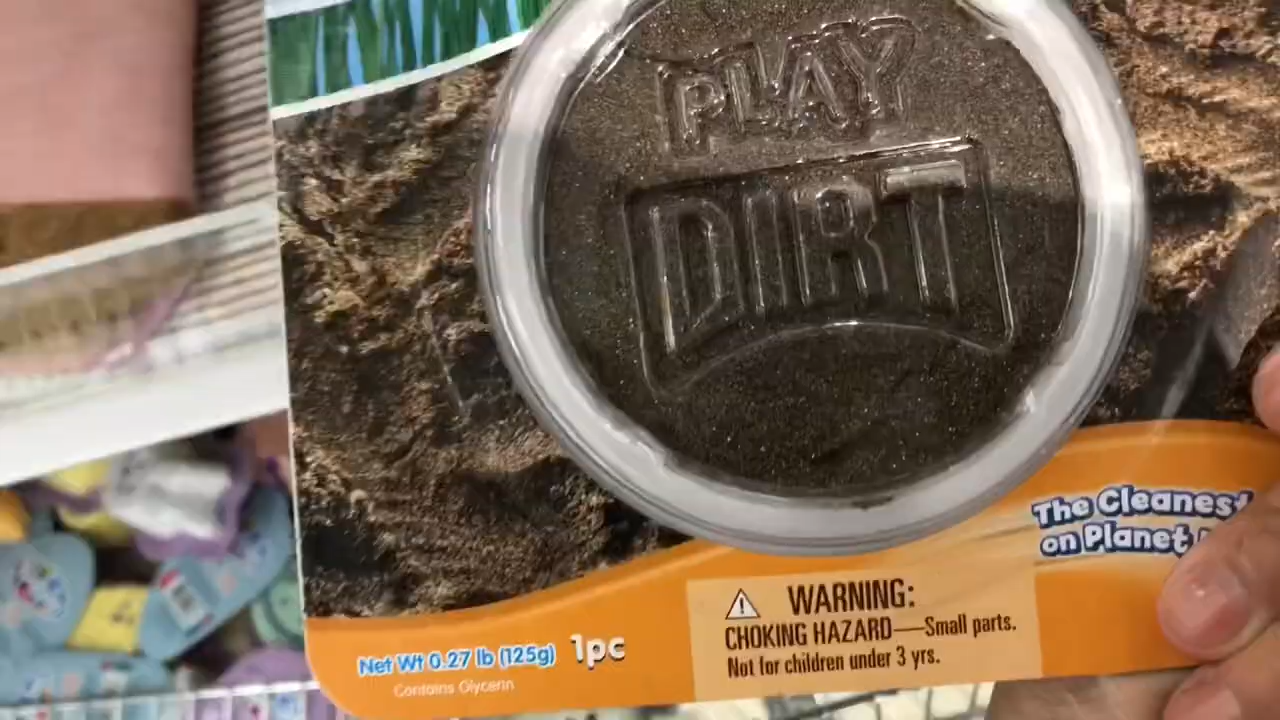 PLAY
DIRT
The Cleanest
on Planet
WARNING:
CHOKING HAZARD—Small parts.
Not for children under 3 yrs.
Net Wt 0.27 lb (125g) 1pc
Contains Glycerin